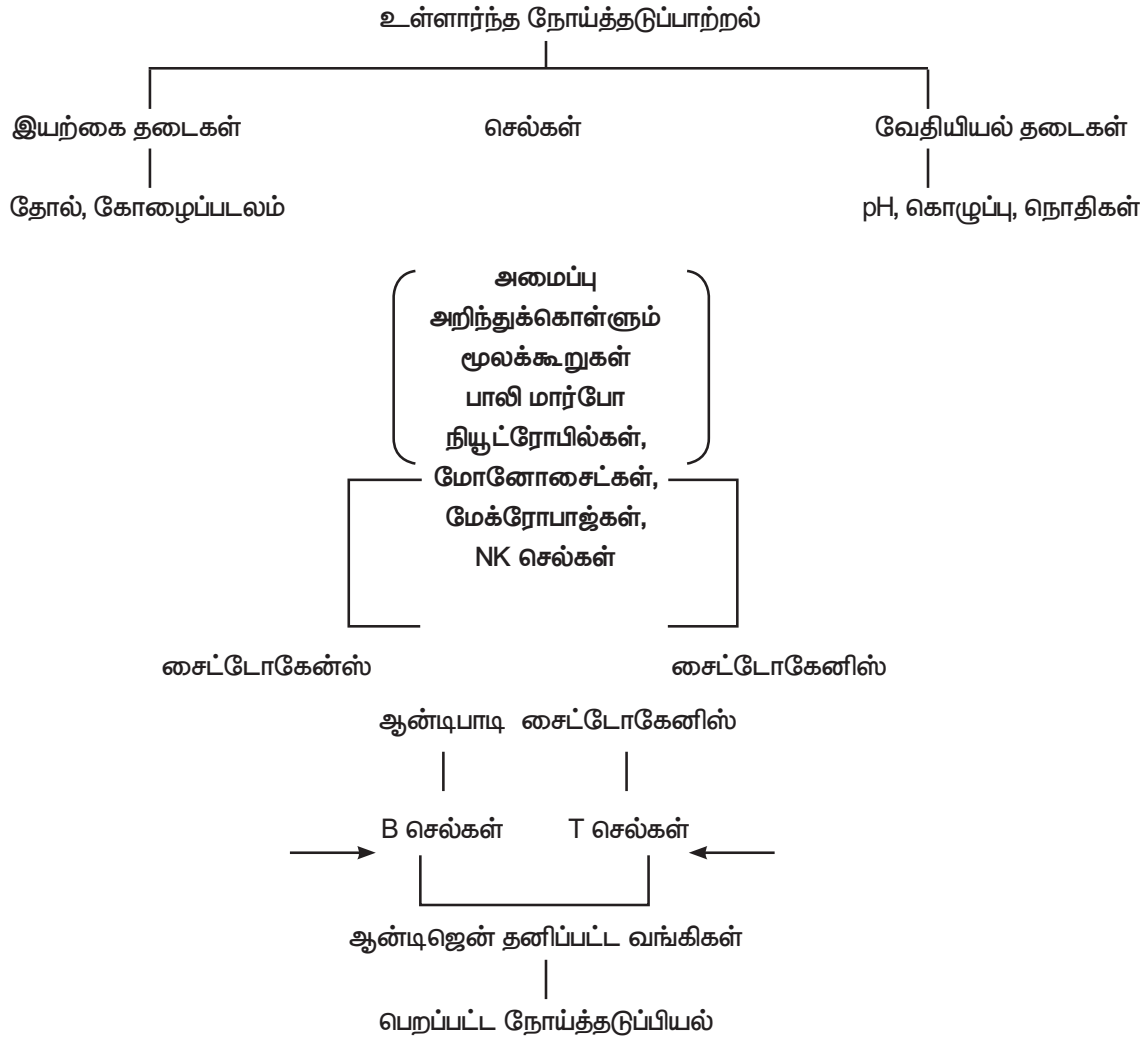 உள்ளார்ந்த நோய்த்தடுப்பாற்றல்
இயற்கை தடைகள் செல்கள் வேதியியல் தடைகள்
தோல், கோழைப்படலம் pH, கொழுப்பு, நொதிகள்
அமைப்பு
அறிந்துக்கொள்ளும்
மூலக்கூறுகள்
பாலி மார்போ
நியூட்ரோபில்கள்,
மோனோசைட்கள்,
மேக்ரோபாஜ்கள்,
NK செல்கள்
சைட்டோகேன்ஸ் சைட்டோகேனிஸ்
ஆன்டிபாடி சைட்டோகேனிஸ்
B செல்கள் T செல்கள்
ஆன்டிஜென் தனிப்பட்ட வங்கிகள்
பெறப்பட்ட நோய்த்தடுப்பியல்